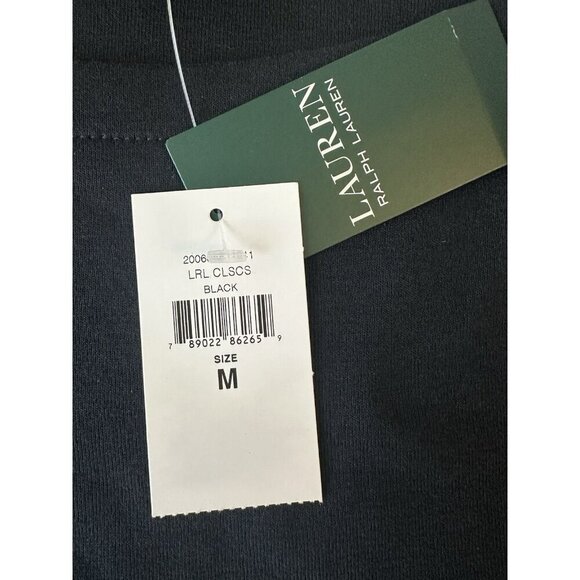 LAUREN
RALPH LAUREN
LRL CLSCS
BLACK
7 89022 86265 9
SIZE
M